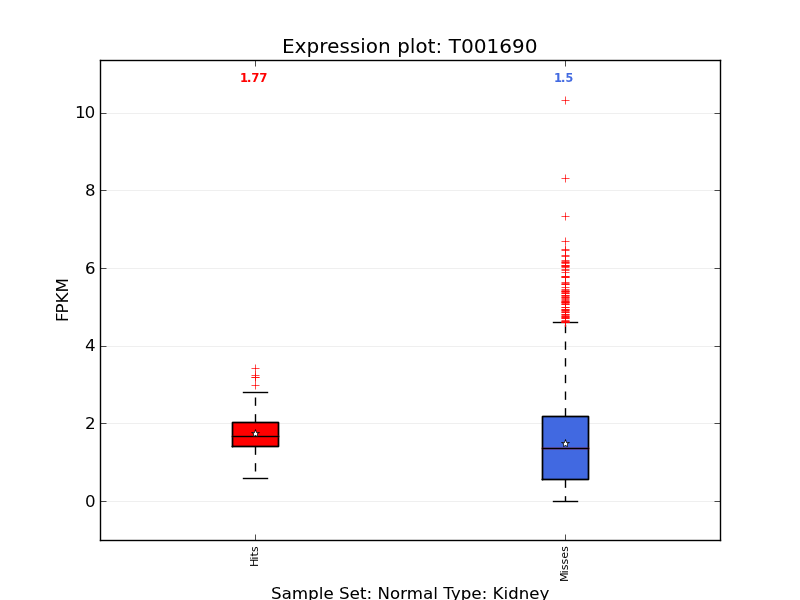 Expression plot: T001690
1.77
1.5
10
8
6
4
2
0
FPKM
Hits
Misses
Sample Set: Normal Type: Kidney